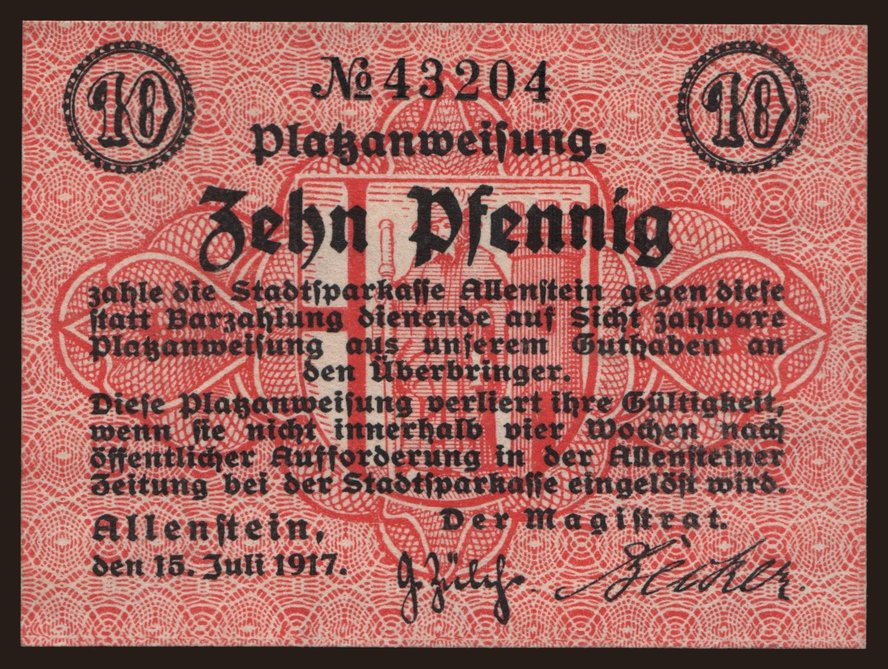 10 № 43204 10
Platzanweisung.
Zehn Pfennig
zahle die Stadtsparkasse Allenstein gegen diese
statt Barzahlung dienende auf Sicht zahlbare
Platzanweisung aus unserem Guthaben an
den Überbringer.
Diese Platzanweisung verliert ihre Gültigkeit,
wenn sie nicht innerhalb vier Wochen nach
öffentlicher Aufforderung in der Allensteiner
Zeitung bei der Stadtsparkasse eingelöst wird.
Allenstein, Der Magistrat.
den 15. Juli 1917. G. Zülch.